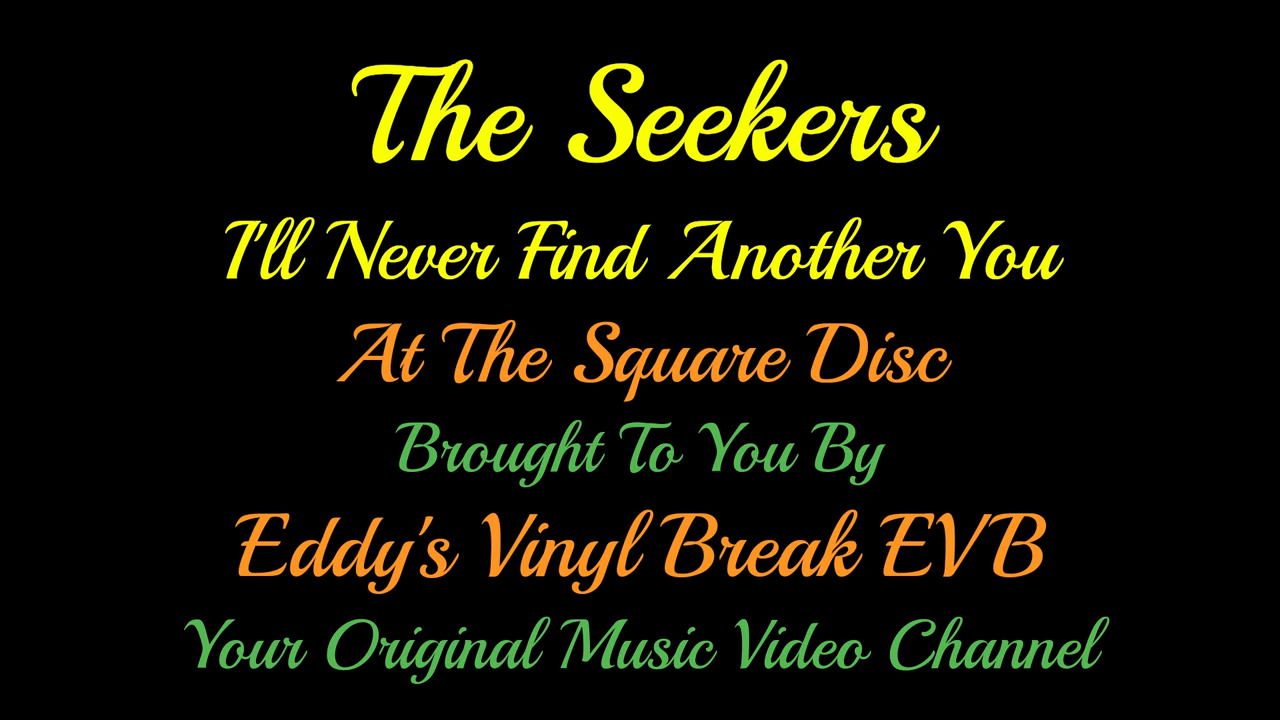 The Seekers
I'll Never Find Another You
At The Square Disc
Brought To You By
Eddy's Vinyl Break EVB
Your Original Music Video Channel